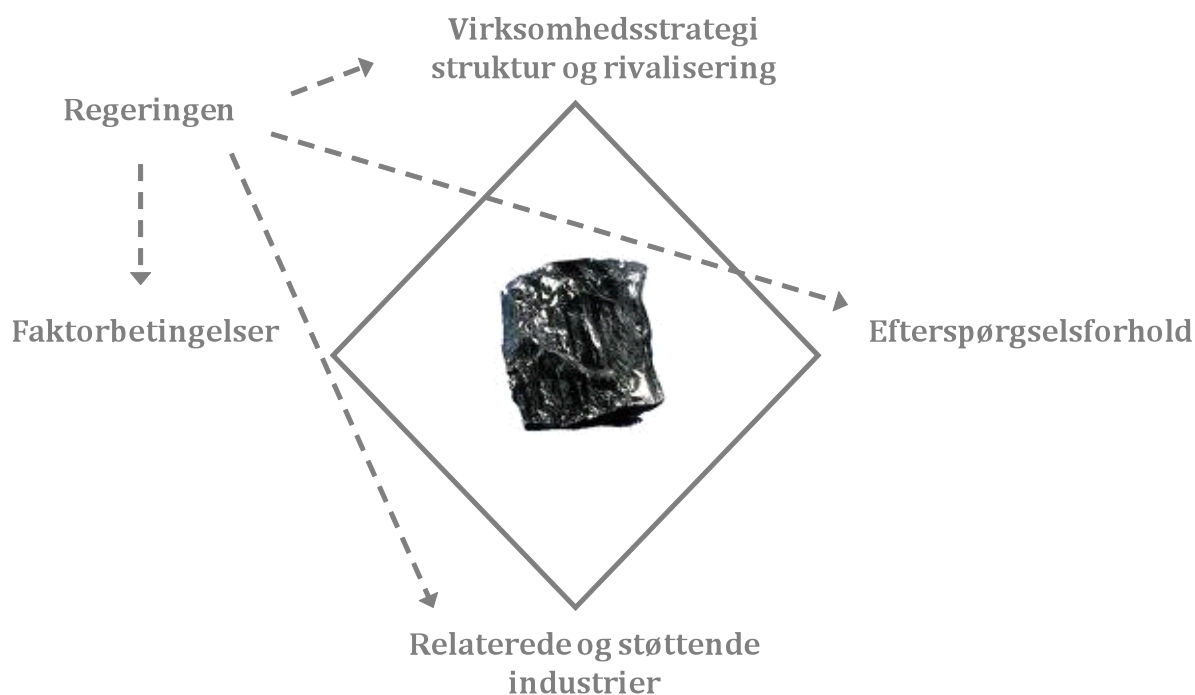 Virksomhedsstrategi
struktur og rivalisering
Regeringen
Faktorbetingelser
Efterspørgselsforhold
Relaterede og støttende
industrier